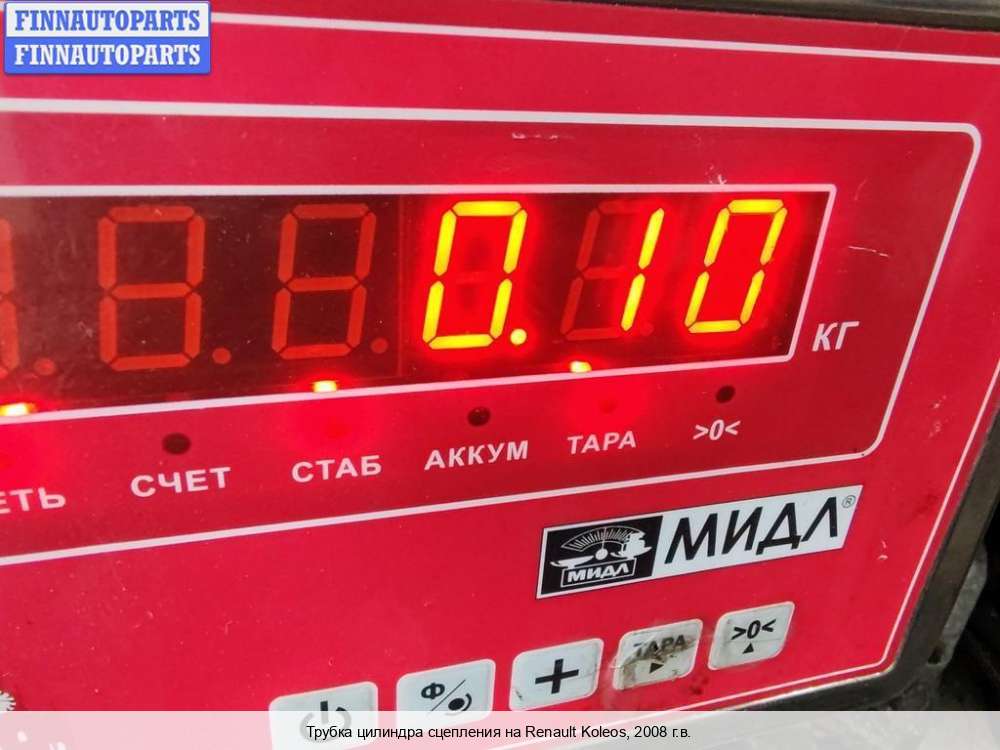 FINNAUTOPARTS
FINNAUTOPARTS
0.10
КГ
ЕТЬ СЧЕТ СТАБ АККУМ ТАРА >0<
МИДЛ МИДЛ®
Ф + ТАРА >0<
Трубка цилиндра сцепления на Renault Koleos, 2008 г.в.